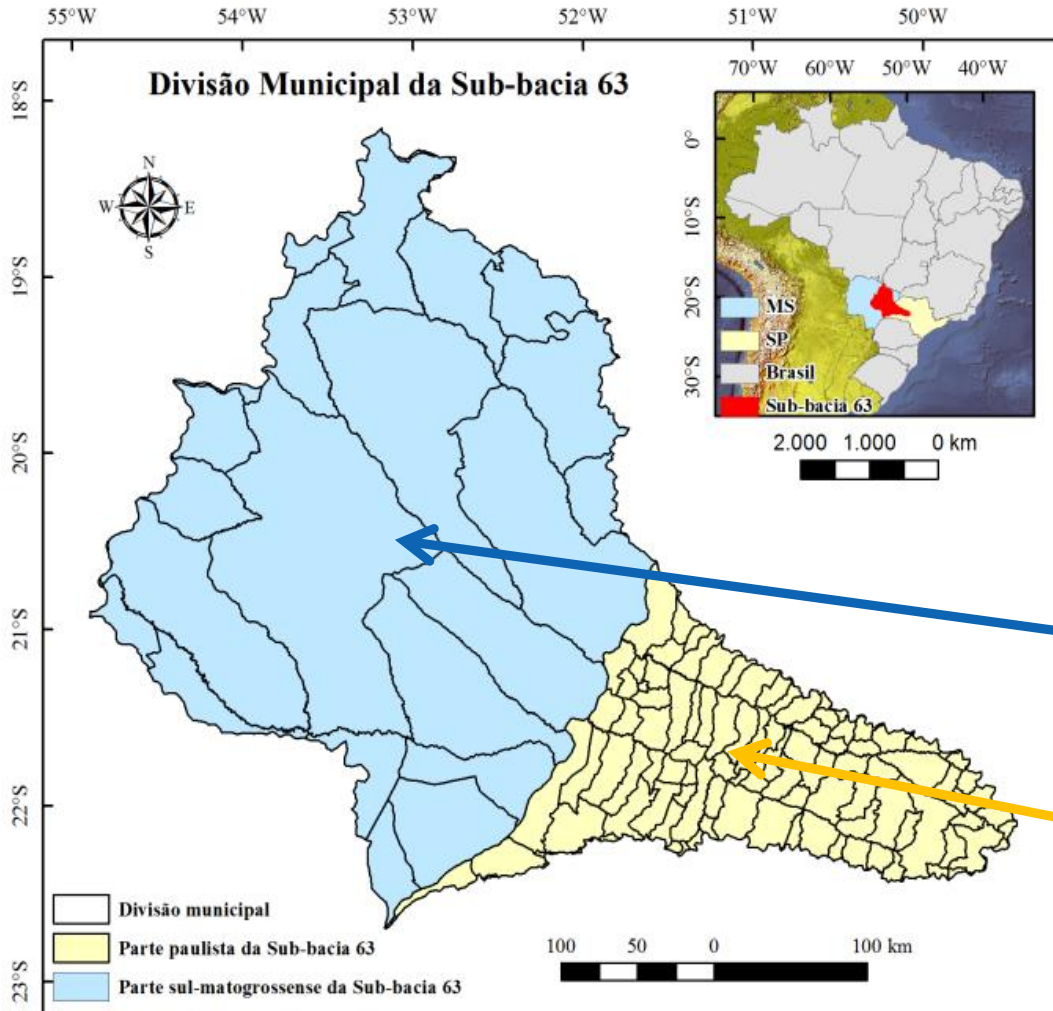 55°W 54°W 53°W 52°W 51°W 50°W
Divisão Municipal da Sub-bacia 63
70°W 60°W 50°W 40°W
N
W E
S
0°
10°S
20°S
30°S
MS
SP
Brasil
Sub-bacia 63
2.000 1.000 0 km
18°S
19°S
20°S
21°S
22°S
23°S
Divisão municipal
Parte paulista da Sub-bacia 63
Parte sul-matogrossense da Sub-bacia 63
100 50 0 100 km